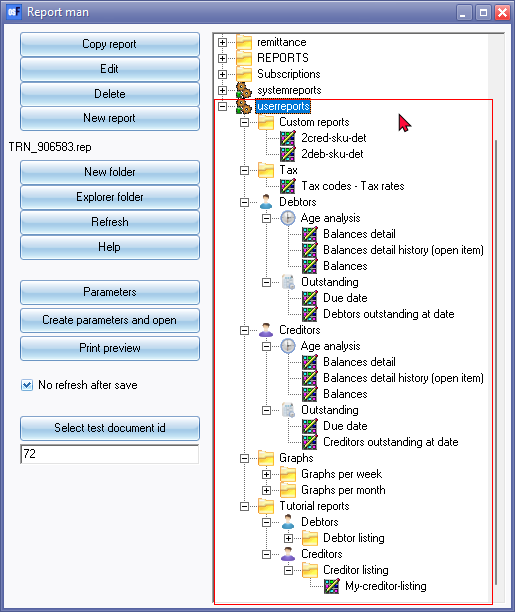 Report man
Copy report
Edit
Delete
New report
TRN_906583.rep
New folder
Explorer folder
Refresh
Help
Parameters
Create parameters and open
Print preview
No refresh after save
Select test document id
72
remittance
REPORTS
Subscriptions
systemreports
userreports
Custom reports
2cred-sku-det
2deb-sku-det
Tax
Tax codes - Tax rates
Debtors
Age analysis
Balances detail
Balances detail history (open item)
Balances
Outstanding
Due date
Debtors outstanding at date
Creditors
Age analysis
Balances detail
Balances detail history (open item)
Balances
Outstanding
Due date
Creditors outstanding at date
Graphs
Graphs per week
Graphs per month
Tutorial reports
Debtors
Debtor listing
Creditors
Creditor listing
My-creditor-listing